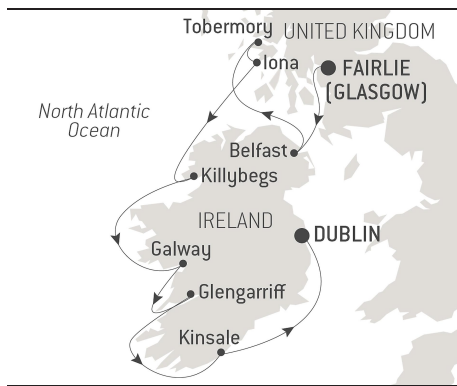 Tobermory
UNITED KINGDOM
Iona
FAIRLIE
(GLASGOW)
North Atlantic
Ocean
Belfast
Killybegs
IRELAND
DUBLIN
Galway
Glengarriff
Kinsale